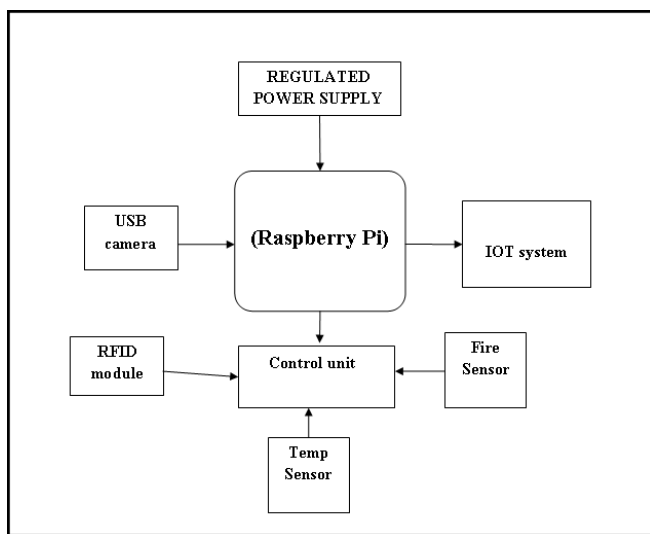 REGULATED
POWER SUPPLY
USB
camera
(Raspberry Pi)
IOT system
RFID
module
Control unit
Fire
Sensor
Temp
Sensor